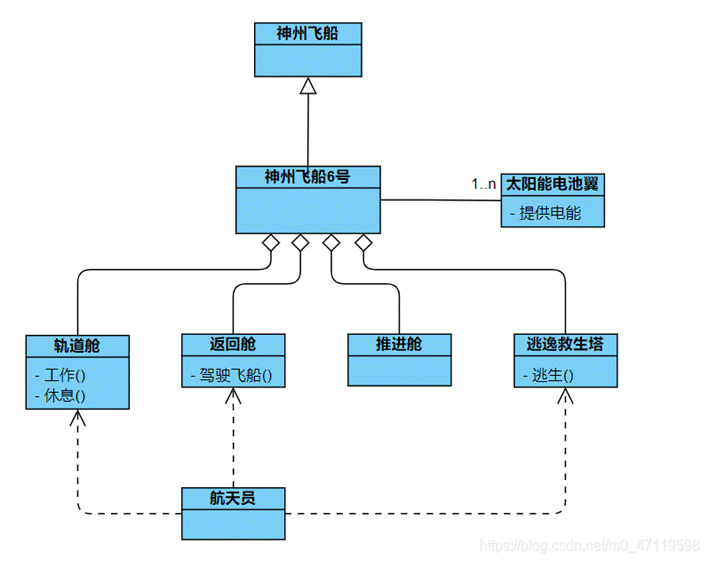 神州飞船
神州飞船6号
1..n
太阳能电池翼
- 提供电能
轨道舱
- 工作()
- 休息()
返回舱
- 驾驶飞船()
推进舱
逃逸救生塔
- 逃生()
航天员
https://blog.csdn.net/m0_47119598